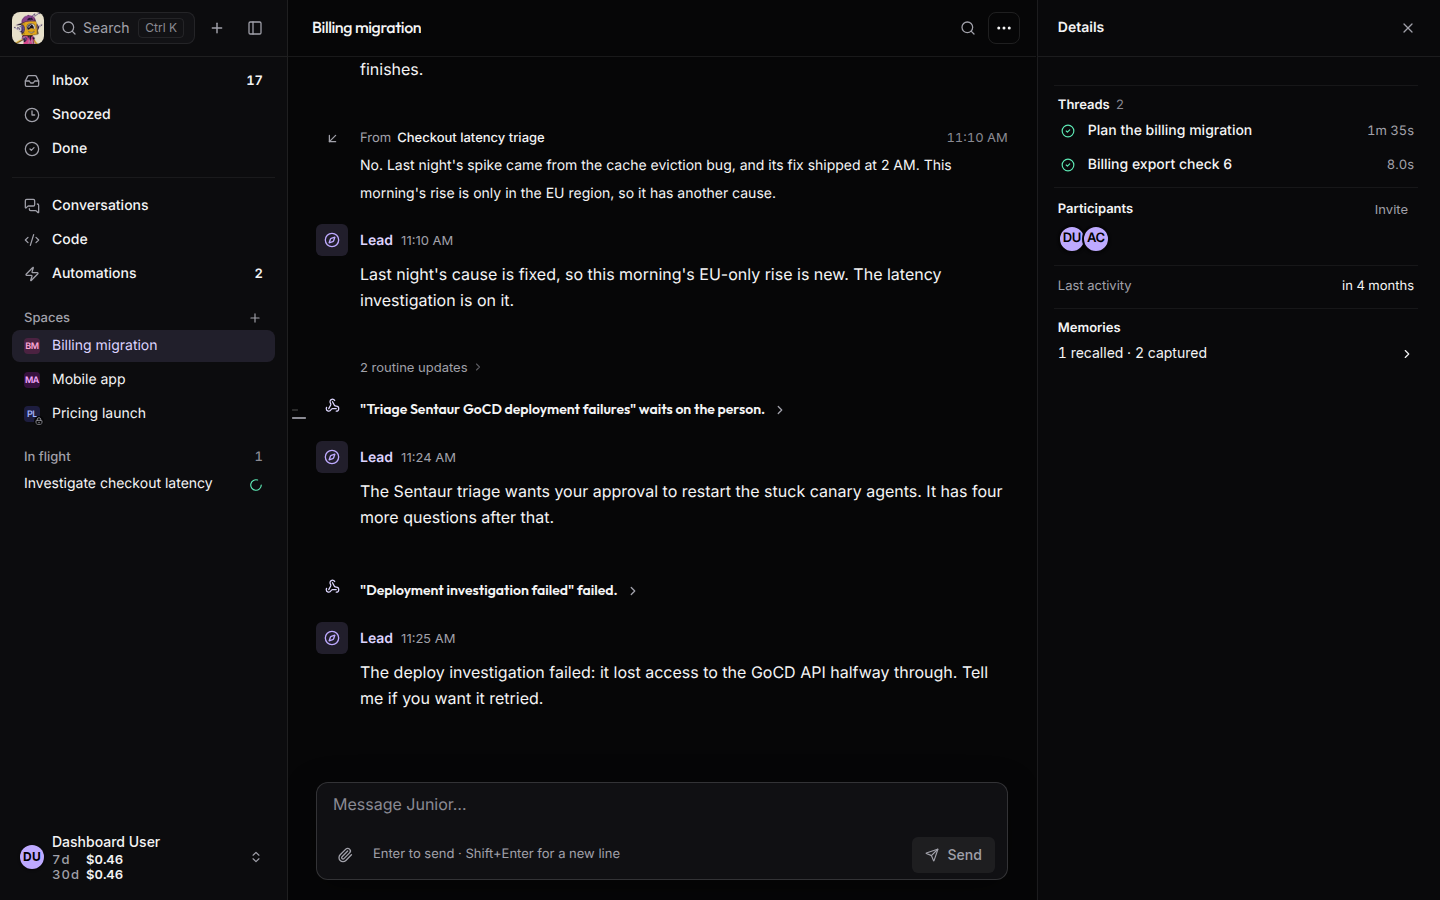 Search Ctrl K
Inbox 17
Snoozed
Done
Conversations
Code
Automations 2
Spaces
BM Billing migration
MA Mobile app
PL Pricing launch
In flight 1
Investigate checkout latency
DU Dashboard User
7d $0.46
30d $0.46
Billing migration
finishes.
From Checkout latency triage 11:10 AM
No. Last night's spike came from the cache eviction bug, and its fix shipped at 2 AM. This
morning's rise is only in the EU region, so it has another cause.
Lead 11:10 AM
Last night's cause is fixed, so this morning's EU-only rise is new. The latency
investigation is on it.
2 routine updates
"Triage Sentaur GoCD deployment failures" waits on the person.
Lead 11:24 AM
The Sentaur triage wants your approval to restart the stuck canary agents. It has four
more questions after that.
"Deployment investigation failed" failed.
Lead 11:25 AM
The deploy investigation failed: it lost access to the GoCD API halfway through. Tell
me if you want it retried.
Message Junior...
Enter to send · Shift+Enter for a new line
Send
Details
Threads 2
Plan the billing migration 1m 35s
Billing export check 6 8.0s
Participants Invite
DU AC
Last activity in 4 months
Memories
1 recalled · 2 captured